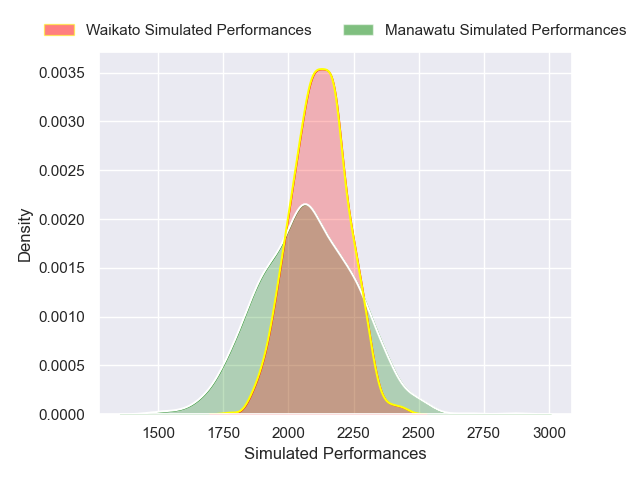 Waikato Simulated Performances Manawatu Simulated Performances
0.0035
0.0030
0.0025
0.0020
0.0015
0.0010
0.0005
0.0000
Density
1500 1750 2000 2250 2500 2750 3000
Simulated Performances